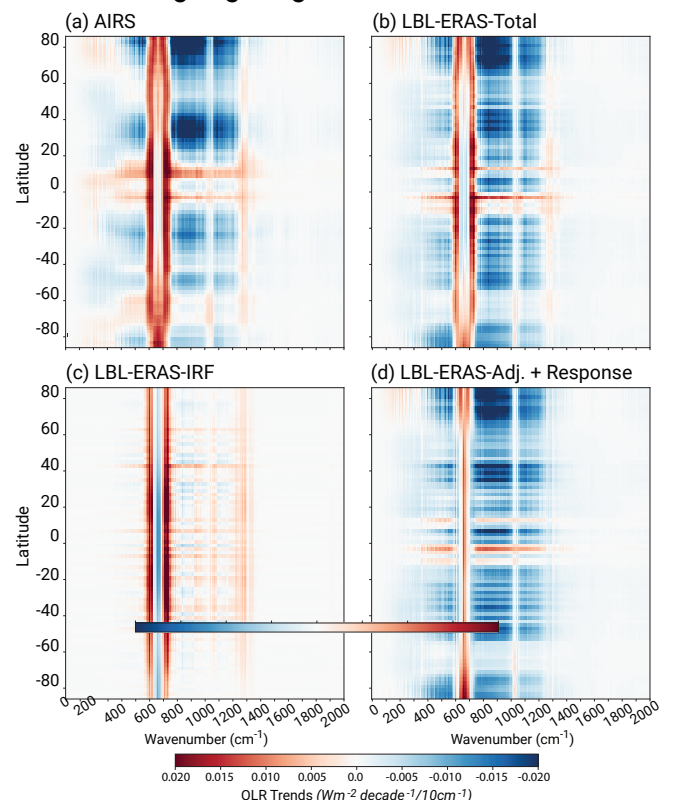 (a) AIRS
(b) LBL-ERAS-Total
80
60
40
20
0
-20
-40
-60
-80
Latitude
(c) LBL-ERAS-IRF
(d) LBL-ERAS-Adj. + Response
80
60
40
80
20
0
-20
-40
-60
-80
Latitude
0 200 400 600 800 1000 1200 1400 1600 1800 2000
0 200 400 600 800 1000 1200 1400 1600 1800 2000
Wavenumber (cm⁻¹)
Wavenumber (cm⁻¹)
0.020 0.015 0.010 0.005 0.0 -0.005 -0.010 -0.015 -0.020
OLR Trends (Wm⁻² decade⁻¹/10cm⁻¹)